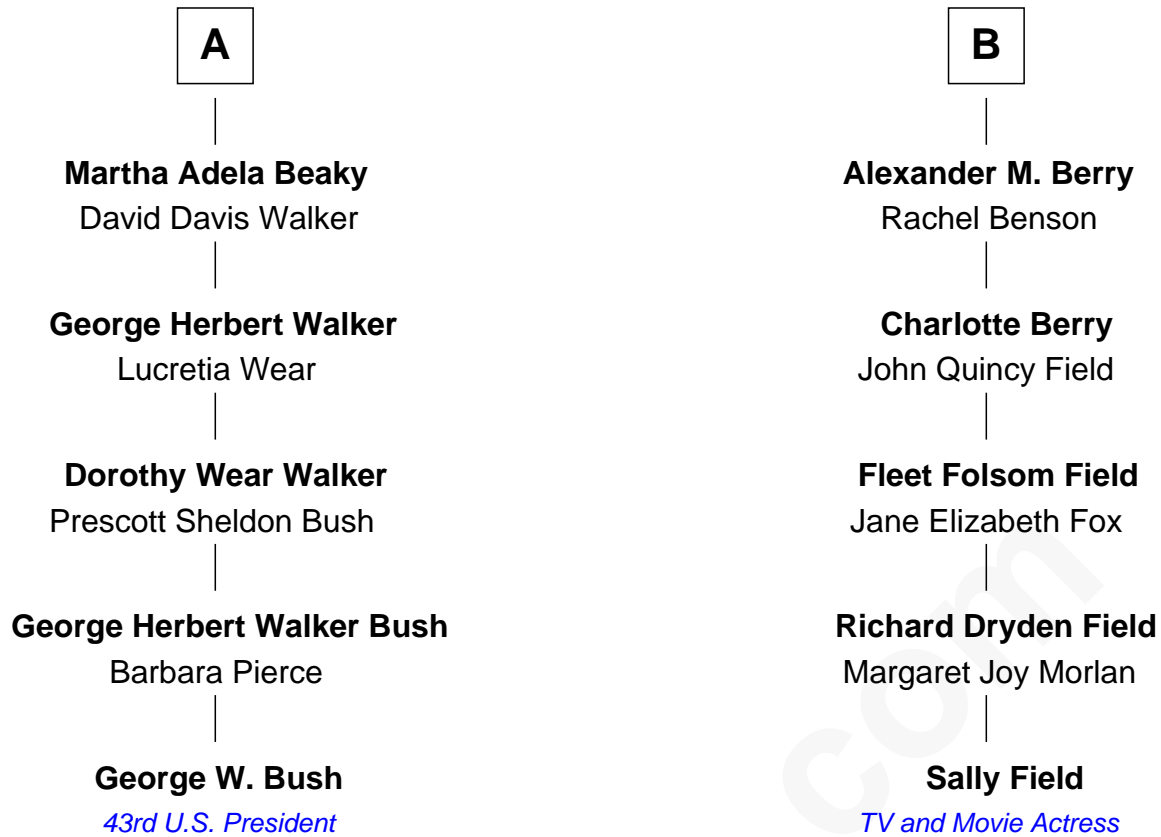 A
Martha Adela Beaky
David Davis Walker
George Herbert Walker
Lucretia Wear
Dorothy Wear Walker
Prescott Sheldon Bush
George Herbert Walker Bush
Barbara Pierce
George W. Bush
43rd U.S. President
B
Alexander M. Berry
Rachel Benson
Charlotte Berry
John Quincy Field
Fleet Folsom Field
Jane Elizabeth Fox
Richard Dryden Field
Margaret Joy Morlan
Sally Field
TV and Movie Actress
com